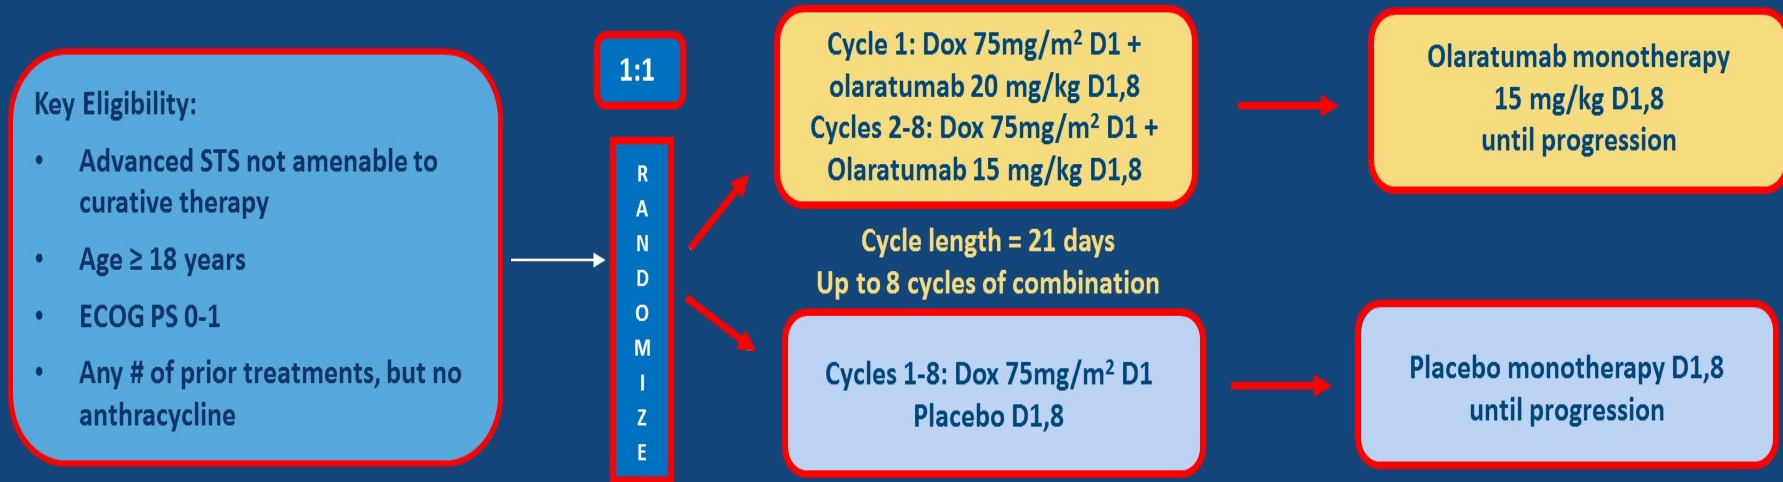 Key Eligibility:
• Advanced STS not amenable to
curative therapy
• Age ≥ 18 years
• ECOG PS 0-1
• Any # of prior treatments, but no
anthracycline
1:1
RANDOMIZE
Cycle 1: Dox 75mg/m² D1 +
olaratumab 20 mg/kg D1,8
Cycles 2-8: Dox 75mg/m² D1 +
Olaratumab 15 mg/kg D1,8
Olaratumab monotherapy
15 mg/kg D1,8
until progression
Cycle length = 21 days
Up to 8 cycles of combination
Cycles 1-8: Dox 75mg/m² D1
Placebo D1,8
Placebo monotherapy D1,8
until progression